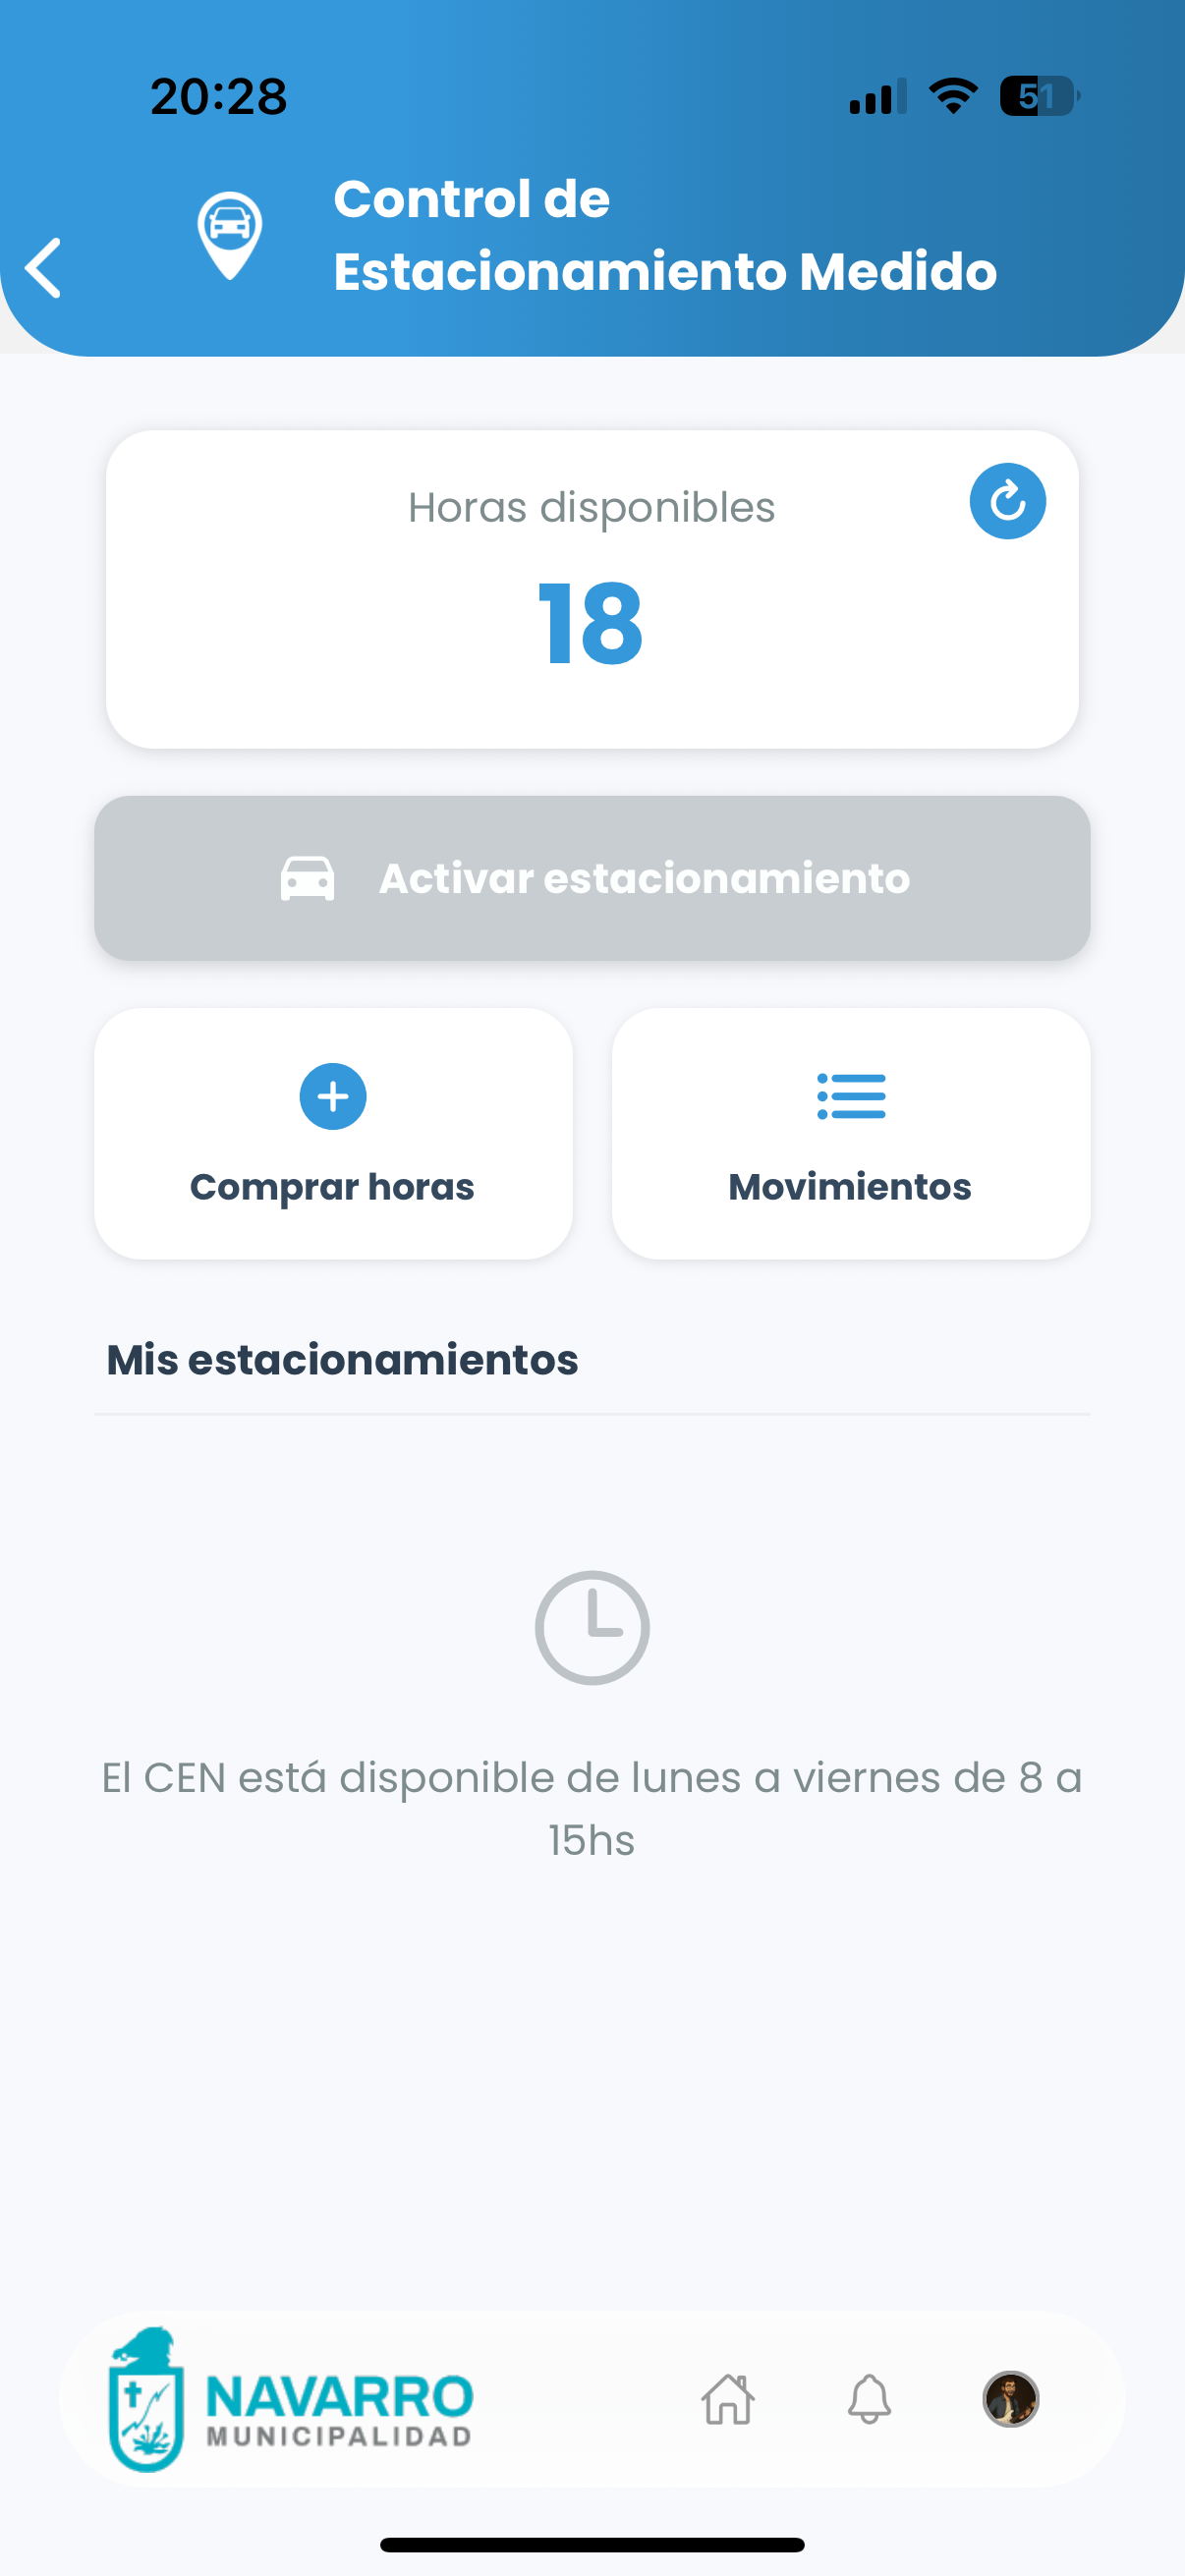 20:28
51
Control de
Estacionamiento Medido
Horas disponibles
18
Activar estacionamiento
Comprar horas
Movimientos
Mis estacionamientos
El CEN está disponible de lunes a viernes de 8 a
15hs
NAVARRO
MUNICIPALIDAD